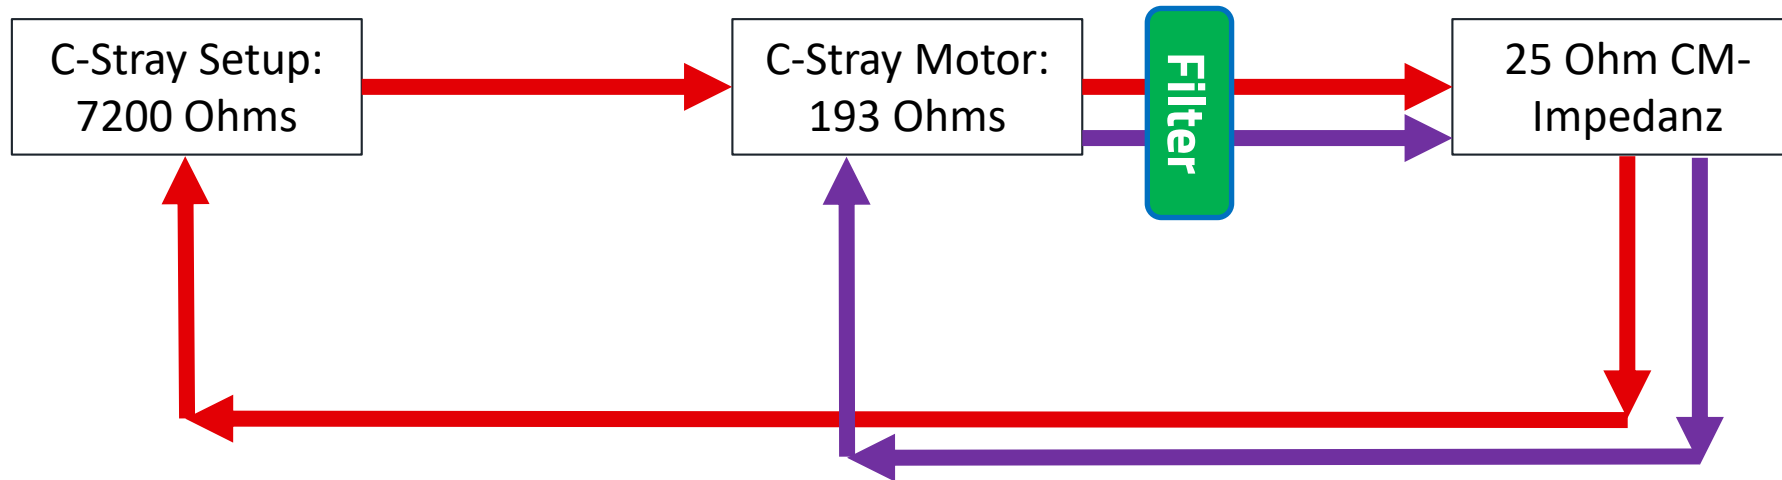 C-Stray Setup:
7200 Ohms
C-Stray Motor:
193 Ohms
Filter
25 Ohm CM-
Impedanz